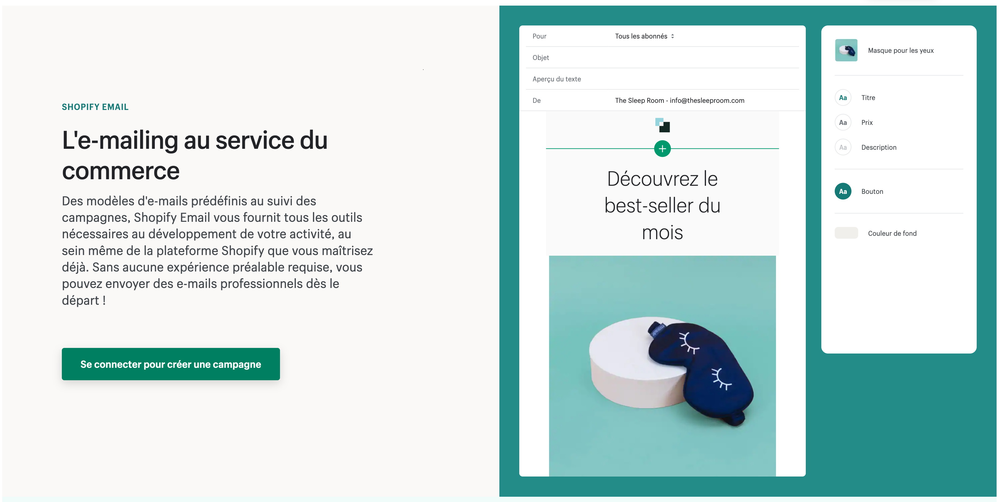 SHOPIFY EMAIL
L'e-mailing au service du
commerce
Des modèles d'e-mails prédéfinis au suivi des
campagnes, Shopify Email vous fournit tous les outils
nécessaires au développement de votre activité, au
sein même de la plateforme Shopify que vous maîtrisez
déjà. Sans aucune expérience préalable requise, vous
pouvez envoyer des e-mails professionnels dès le
départ !
Se connecter pour créer une campagne
Pour Tous les abonnés
Objet
Aperçu du texte
De The Sleep Room - info@thesleeproom.com
Découvrez le
best-seller du
mois
attitude
Masque pour les yeux
Aa Titre
Aa Prix
Aa Description
Aa Bouton
Couleur de fond